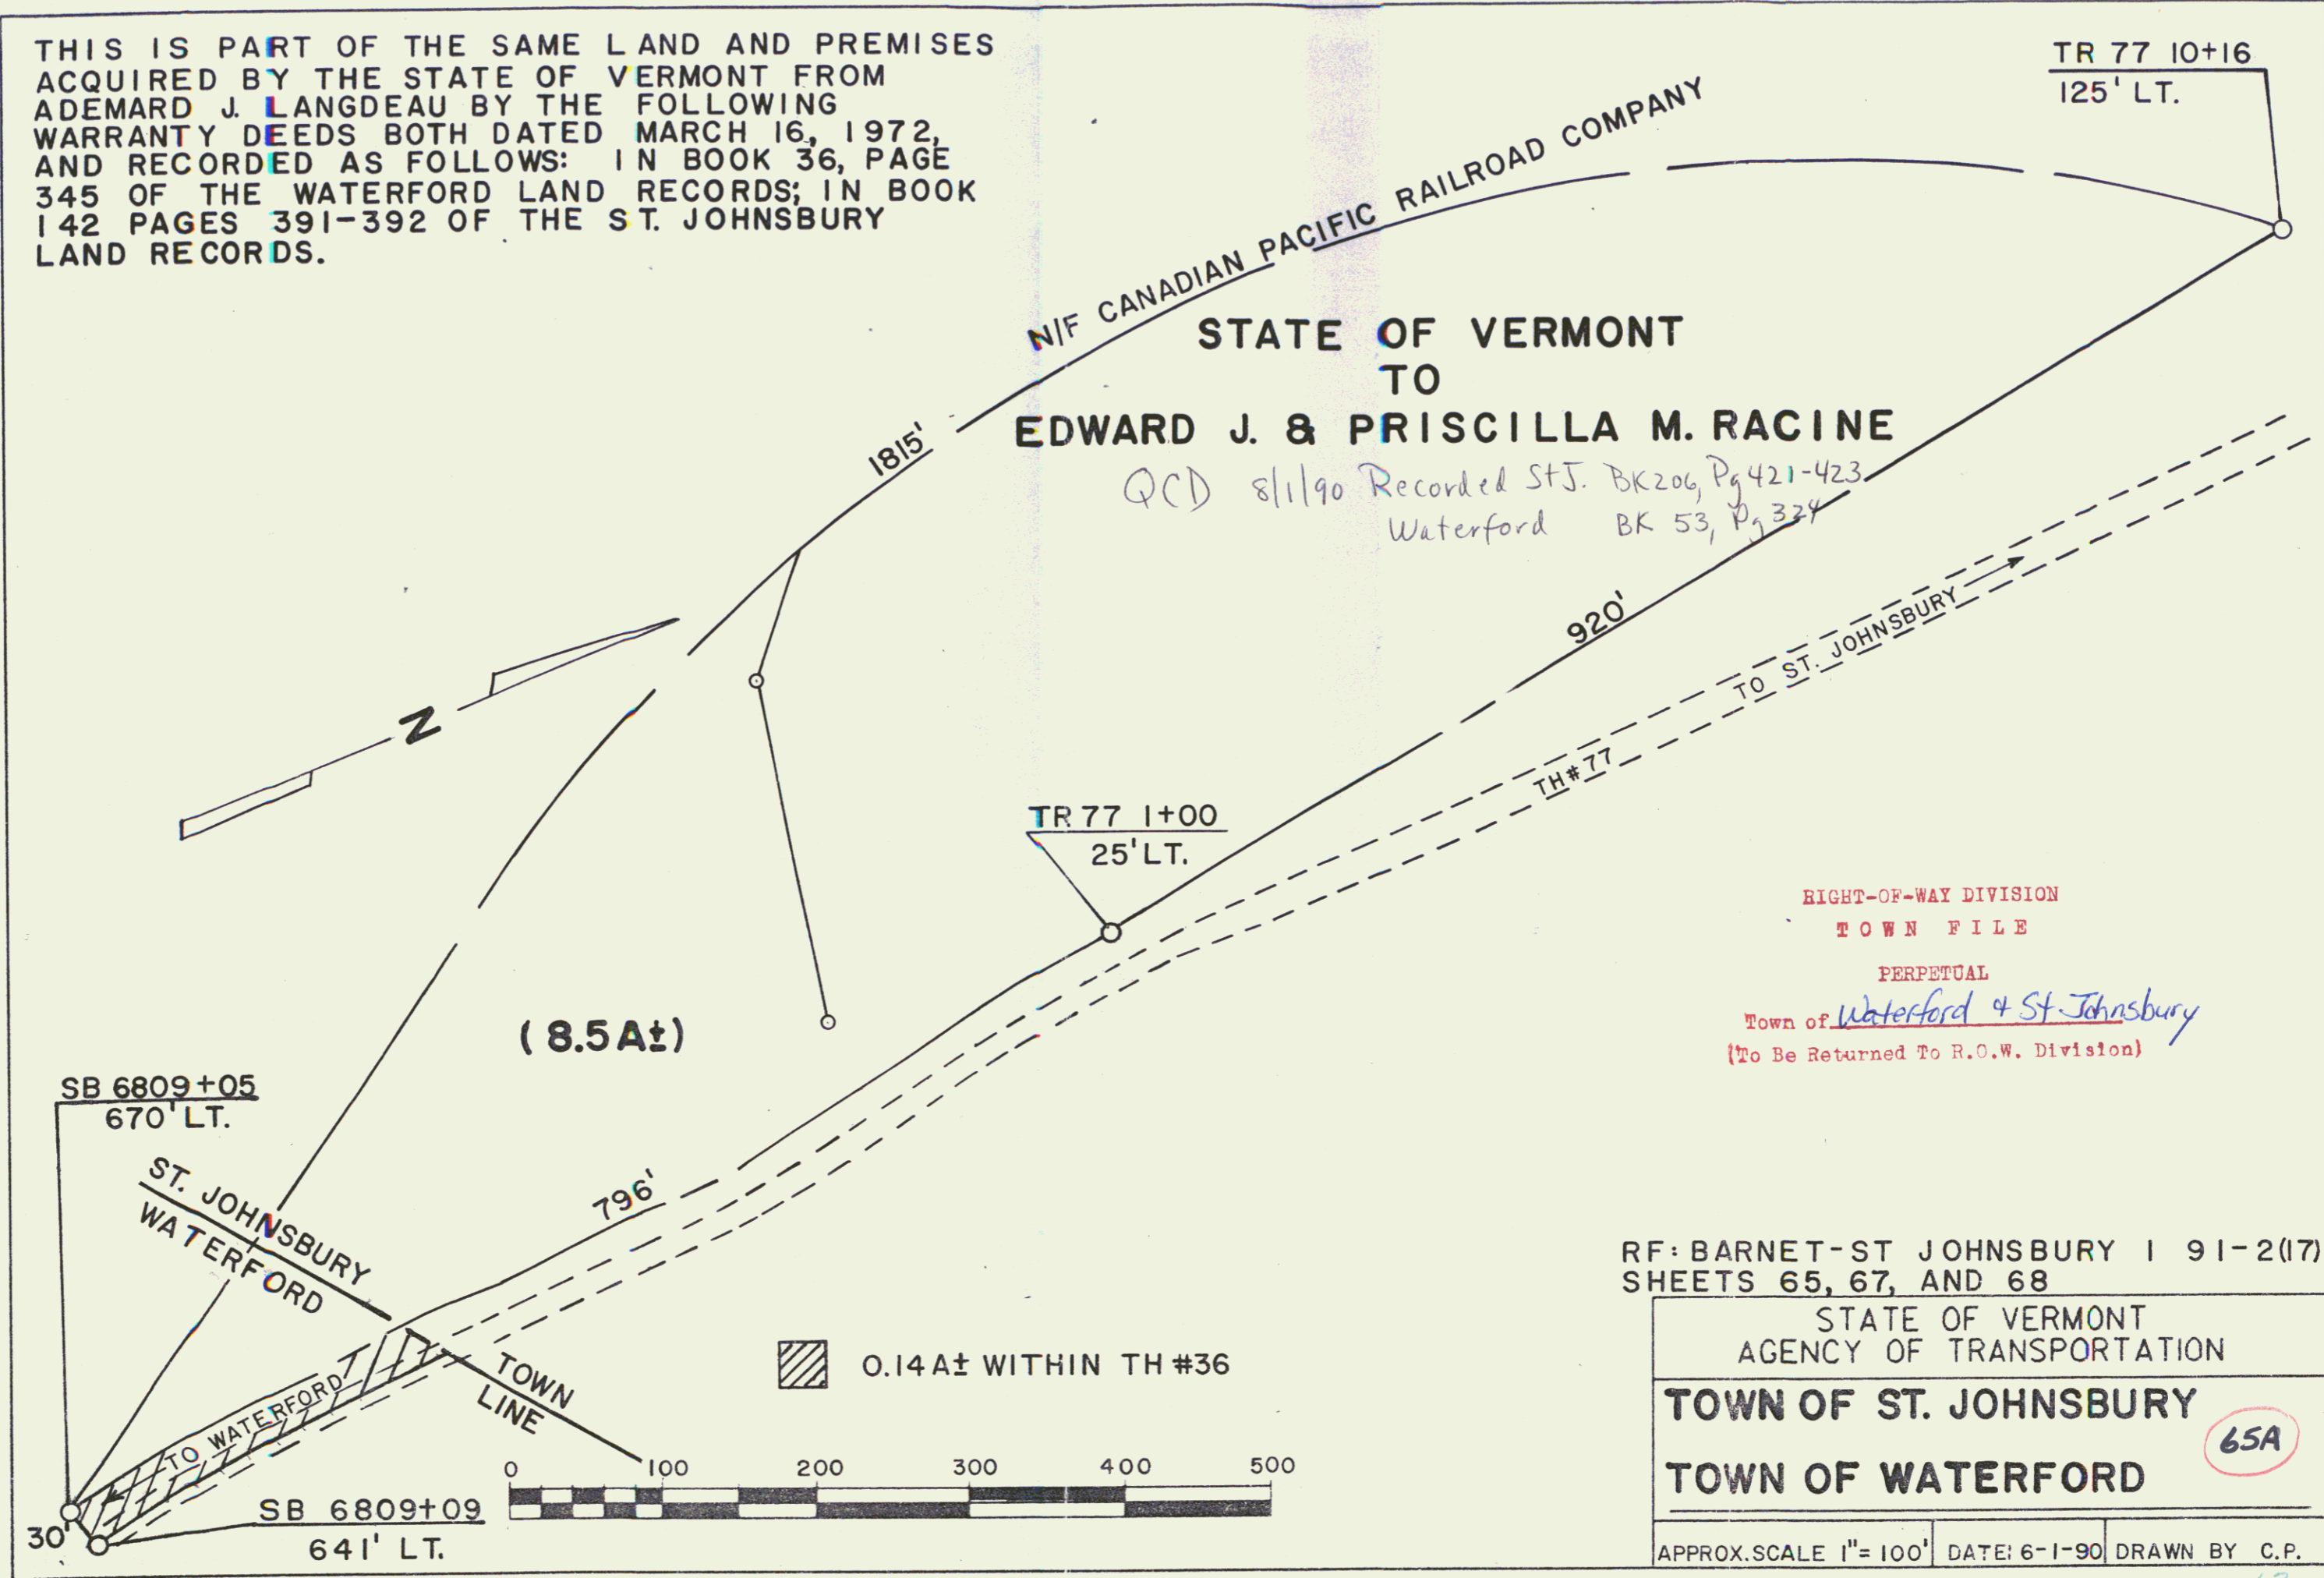 THIS IS PART OF THE SAME LAND AND PREMISES
ACQUIRED BY THE STATE OF VERMONT FROM
ADEMARD J. LANGDEAU BY THE FOLLOWING
WARRANTY DEEDS BOTH DATED MARCH 16, 1972,
AND RECORDED AS FOLLOWS: IN BOOK 36, PAGE
345 OF THE WATERFORD LAND RECORDS; IN BOOK
142 PAGES 391-392 OF THE ST. JOHNSBURY
LAND RECORDS.
TR 77 10+16
125' LT.
N/F CANADIAN PACIFIC RAILROAD COMPANY
STATE OF VERMONT
TO
EDWARD J. & PRISCILLA M. RACINE
QCD 8/1/90 Recorded St J. BK206, Pg 421-423
Waterford BK 53, Pg 324
1815'
920'
TO ST. JOHNSBURY
TH#77
N
TR 77 1+00
25' LT.
RIGHT-OF-WAY DIVISION
TOWN FILE
PERPETUAL
Town of Waterford & St. Johnsbury
(To Be Returned To R.O.W. Division)
(8.5 A±)
SB 6809+05
670' LT.
ST. JOHNSBURY
WATERFORD
796'
TOWN
LINE
TO WATERFORD
0.14 A± WITHIN TH #36
0 100 200 300 400 500
30'
SB 6809+09
641' LT.
RF: BARNET-ST JOHNSBURY I 91-2(17)
SHEETS 65, 67, AND 68
STATE OF VERMONT
AGENCY OF TRANSPORTATION
TOWN OF ST. JOHNSBURY
65A
TOWN OF WATERFORD
APPROX. SCALE 1"= 100' DATE: 6-1-90 DRAWN BY C.P.